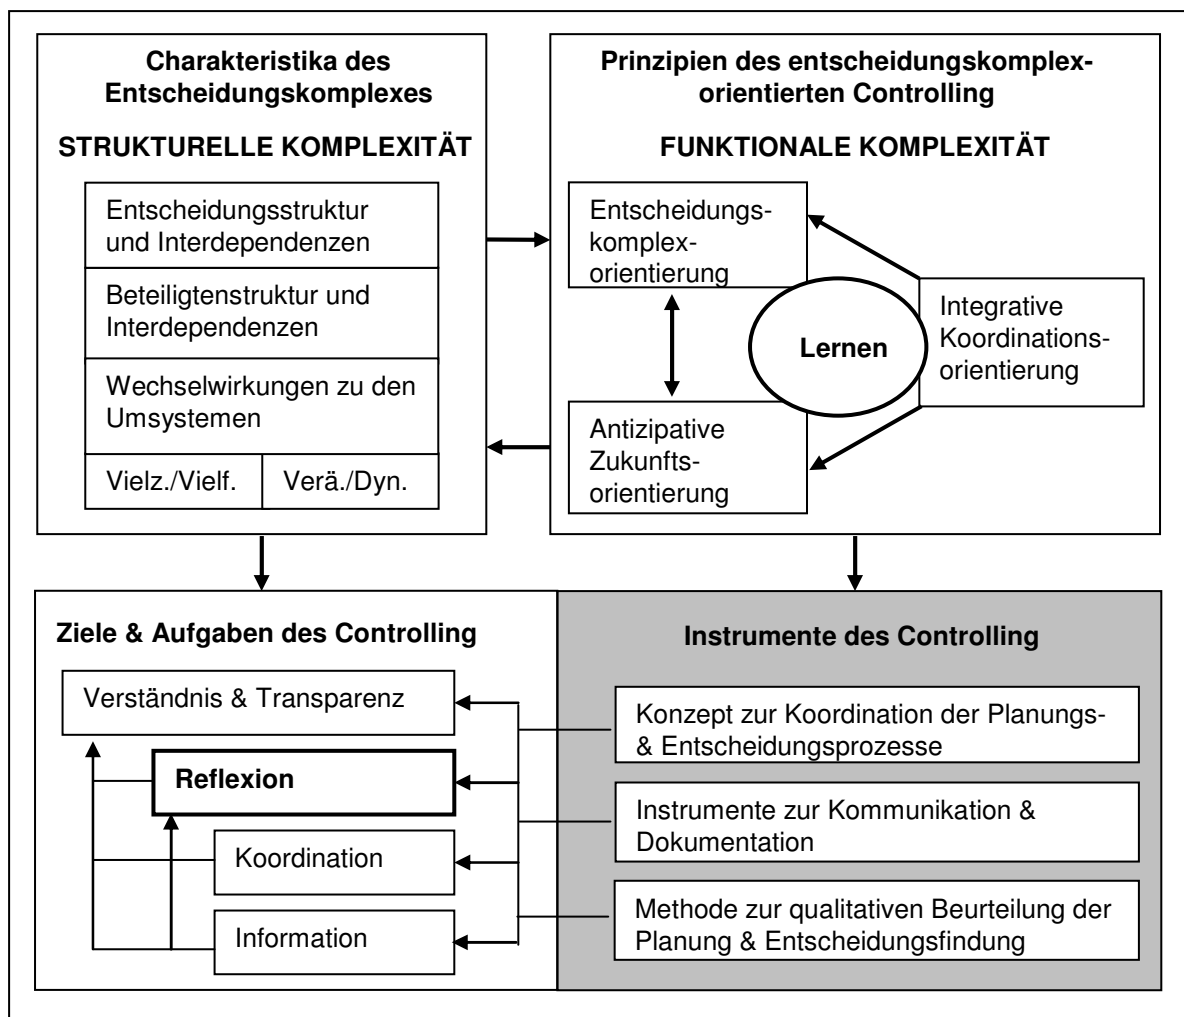 Charakteristika des
Entscheidungskomplexes
STRUKTURELLE KOMPLEXITÄT
Entscheidungsstruktur
und Interdependenzen
Beteiligtenstruktur und
Interdependenzen
Wechselwirkungen zu den
Umsystemen
Vielz./Vielf.
Verä./Dyn.
Prinzipien des entscheidungskomplex-
orientierten Controlling
FUNKTIONALE KOMPLEXITÄT
Entscheidungs-
komplex-
orientierung
Lernen
Integrative
Koordinations-
orientierung
Antizipative
Zukunfts-
orientierung
Ziele & Aufgaben des Controlling
Verständnis & Transparenz
Reflexion
Koordination
Information
Instrumente des Controlling
Konzept zur Koordination der Planungs-
& Entscheidungsprozesse
Instrumente zur Kommunikation &
Dokumentation
Methode zur qualitativen Beurteilung der
Planung & Entscheidungsfindung